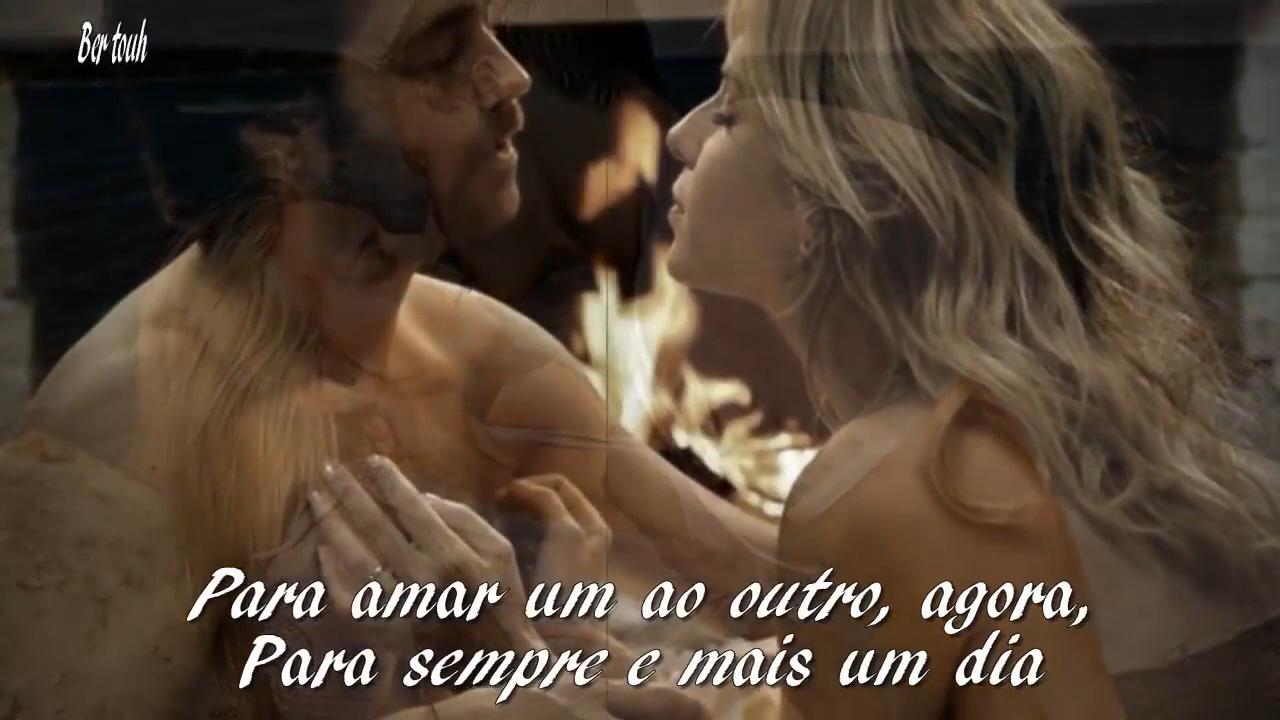 Ber touh
Para amar um ao outro, agora,
Para sempre e mais um dia